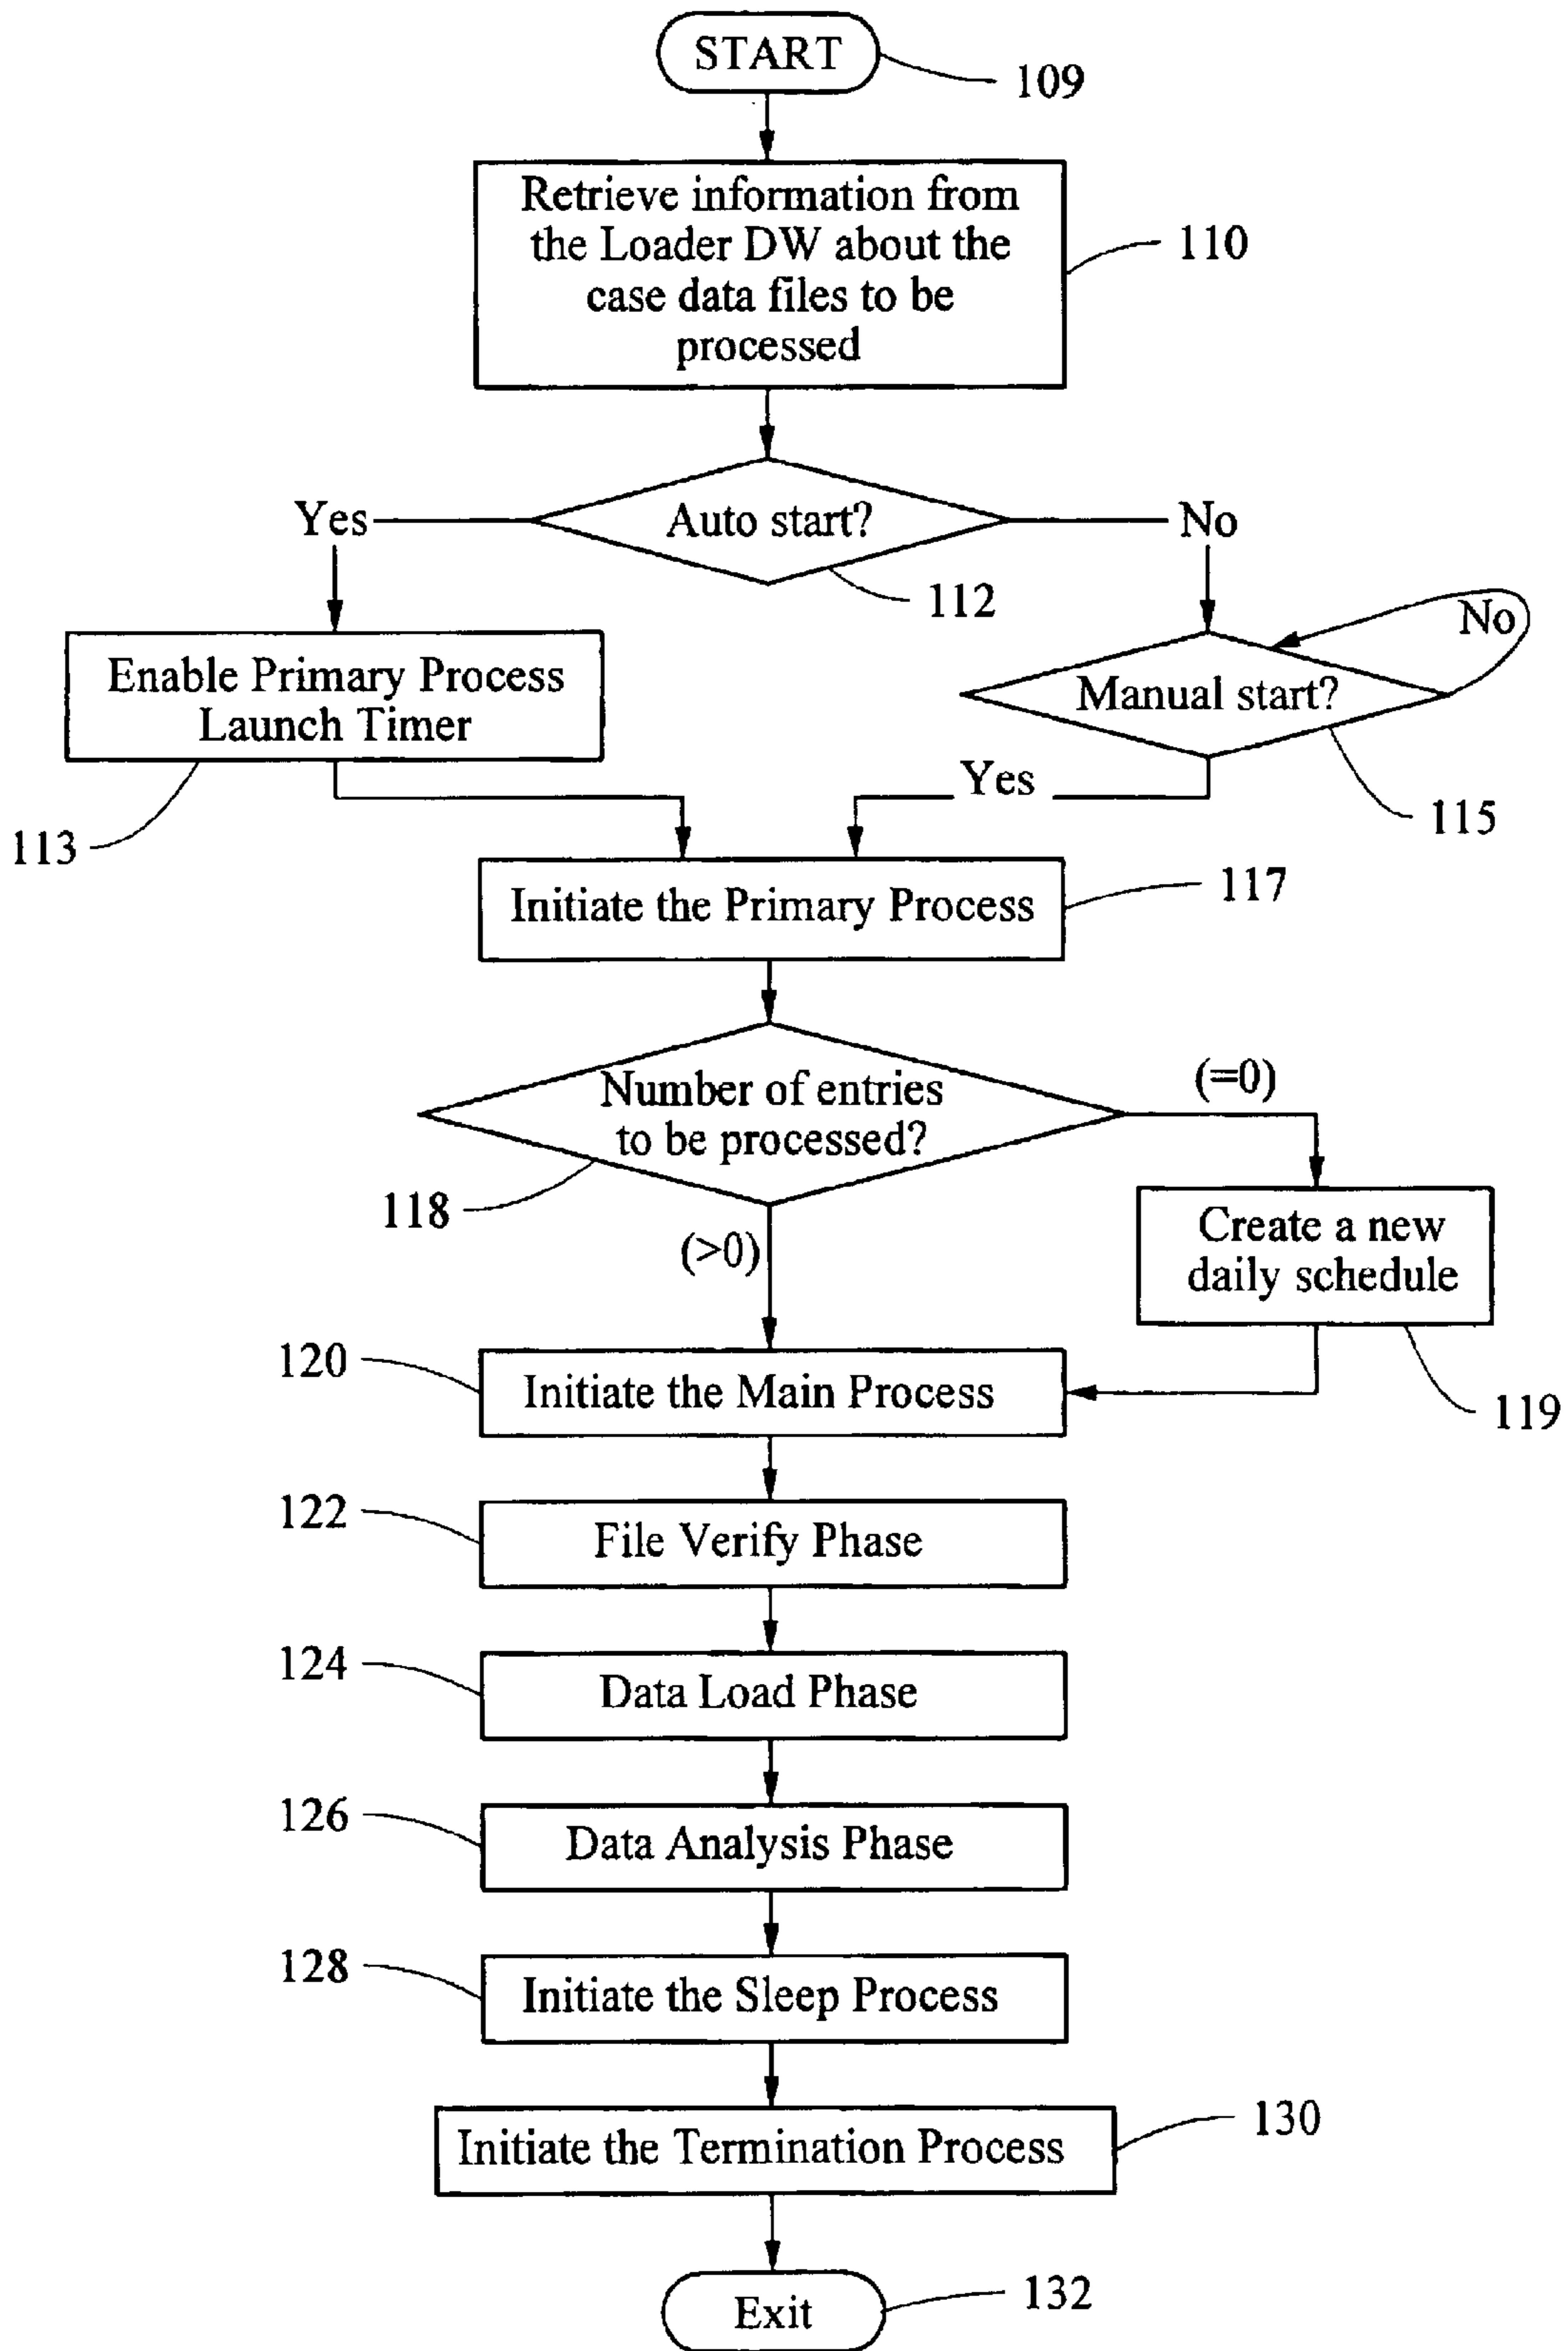 START
109
Retrieve information from
the Loader DW about the
case data files to be
processed
110
Yes
Auto start?
No
112
No
Enable Primary Process
Launch Timer
Manual start?
113
Yes
115
Initiate the Primary Process
117
Number of entries
to be processed?
(=0)
118
(>0)
Create a new
daily schedule
119
120
Initiate the Main Process
122
File Verify Phase
124
Data Load Phase
126
Data Analysis Phase
128
Initiate the Sleep Process
Initiate the Termination Process
130
Exit
132